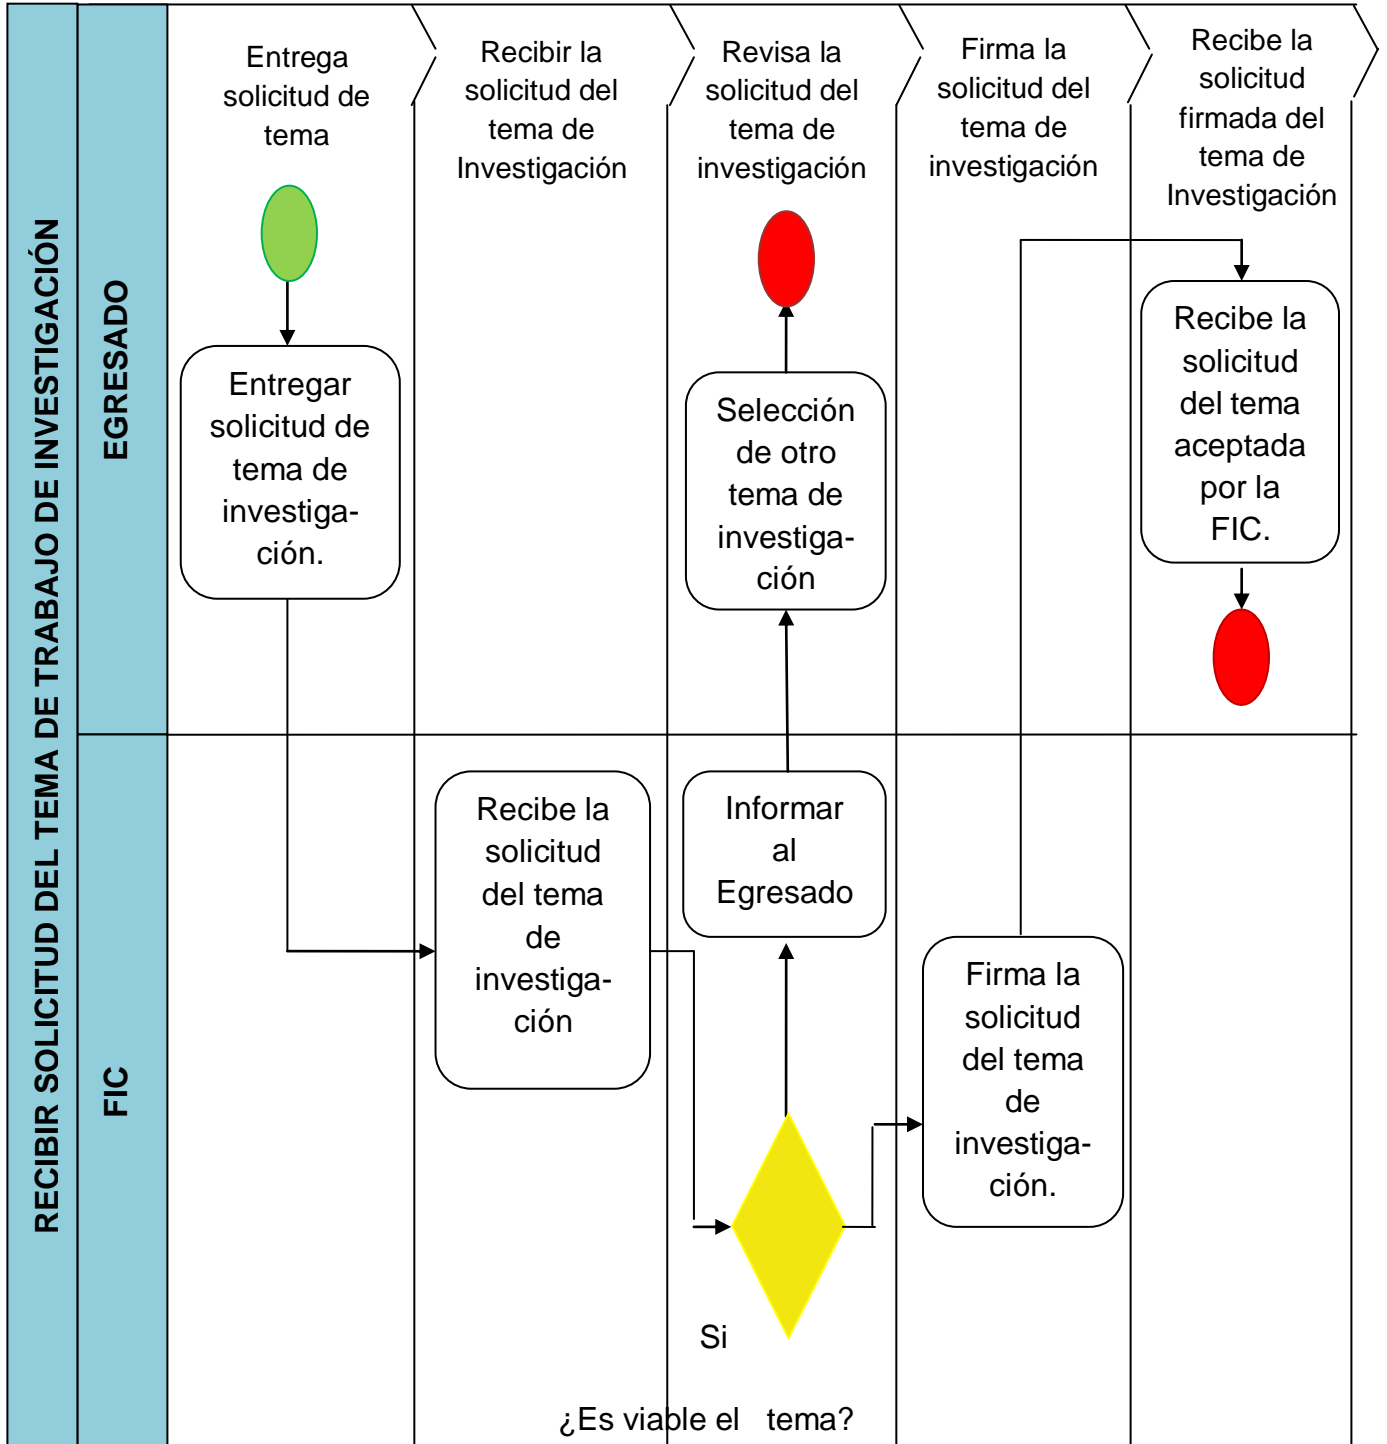 RECIBIR SOLICITUD DEL TEMA DE TRABAJO DE INVESTIGACIÓN
EGRESADO
FIC
Entrega
solicitud de
tema
Recibir la
solicitud del
tema de
Investigación
Revisa la
solicitud del
tema de
investigación
Firma la
solicitud del
tema de
investigación
Recibe la
solicitud
firmada del
tema de
Investigación
Entregar
solicitud de
tema de
investiga-
ción.
Selección
de otro
tema de
investiga-
ción
Recibe la
solicitud
del tema
aceptada
por la
FIC.
Recibe la
solicitud
del tema
de
investiga-
ción
Informar
al
Egresado
Firma la
solicitud
del tema
de
investiga-
ción.
Si
¿Es viable el tema?